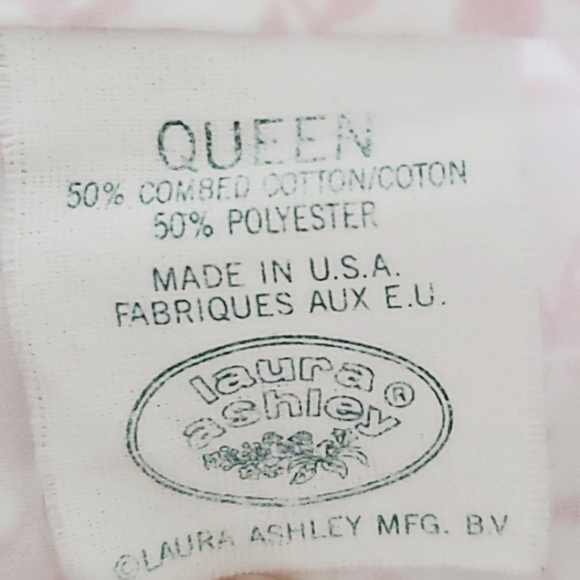 QUEEN
50% COMBED COTTON/COTON
50% POLYESTER
MADE IN U.S.A.
FABRIQUES AUX E.U.
laura ®
ashley
©LAURA ASHLEY MFG. B.V